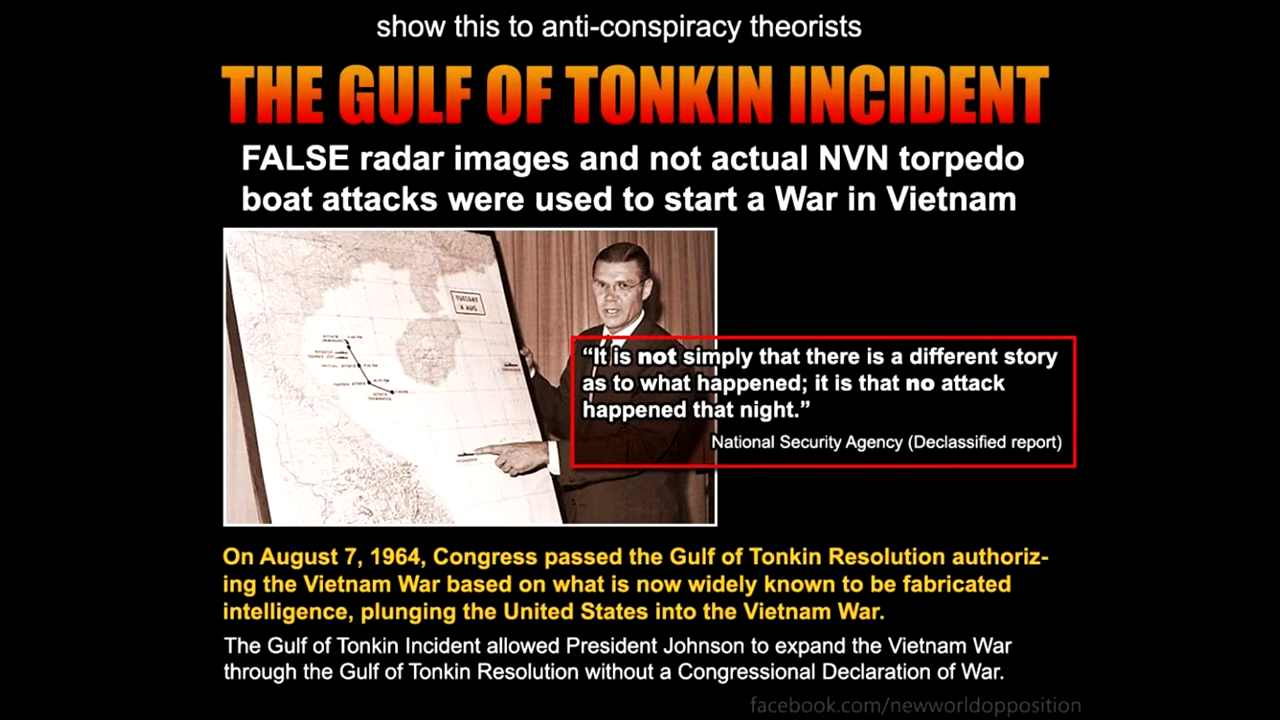 show this to anti-conspiracy theorists
THE GULF OF TONKIN INCIDENT
FALSE radar images and not actual NVN torpedo
boat attacks were used to start a War in Vietnam
TUESDAY
4 AUG
“It is not simply that there is a different story
as to what happened; it is that no attack
happened that night.”
National Security Agency (Declassified report)
On August 7, 1964, Congress passed the Gulf of Tonkin Resolution authoriz-
ing the Vietnam War based on what is now widely known to be fabricated
intelligence, plunging the United States into the Vietnam War.
The Gulf of Tonkin Incident allowed President Johnson to expand the Vietnam War
through the Gulf of Tonkin Resolution without a Congressional Declaration of War.
facebook.com/newworldopposition